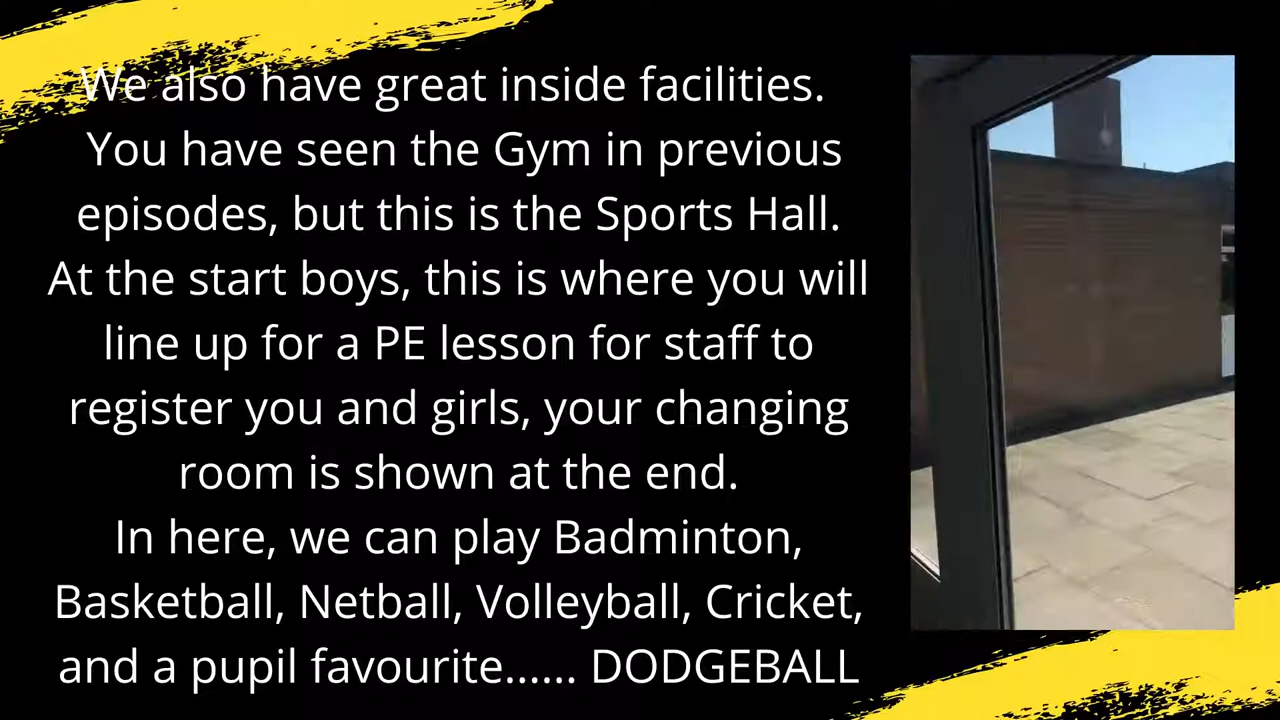 We also have great inside facilities.
You have seen the Gym in previous
episodes, but this is the Sports Hall.
At the start boys, this is where you will
line up for a PE lesson for staff to
register you and girls, your changing
room is shown at the end.
In here, we can play Badminton,
Basketball, Netball, Volleyball, Cricket,
and a pupil favourite...... DODGEBALL